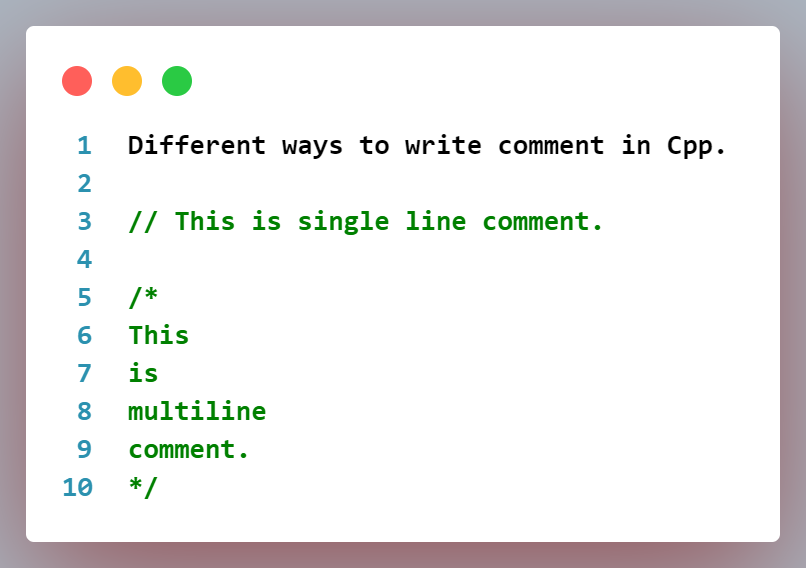 1 Different ways to write comment in Cpp.
2
3 // This is single line comment.
4
5 /*
6 This
7 is
8 multiline
9 comment.
10 */